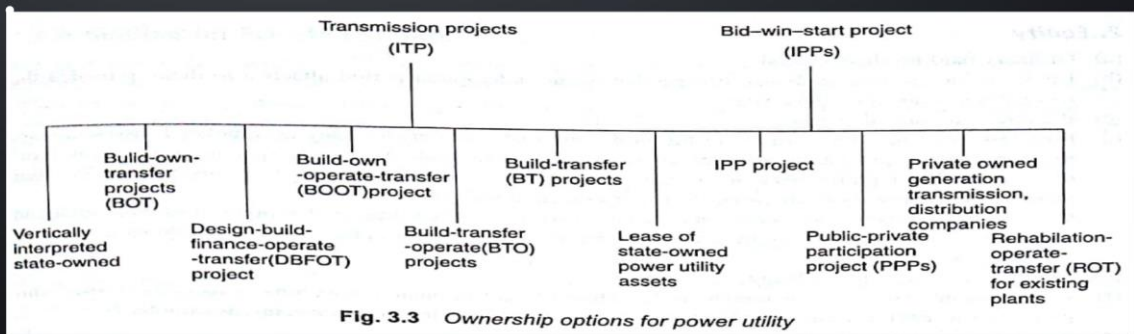 Transmission projects
(ITP)
Bid–win–start project
(IPPs)
Build-own-
transfer
projects
(BOT)
Build-own
-operate-transfer
(BOOT)project
Build-transfer
(BT) projects
IPP project
Private owned
generation
transmission,
distribution
companies
Vertically
interpreted
state-owned
Design-build-
finance-operate
-transfer(DBFOT)
project
Build-transfer
-operate(BTO)
projects
Lease of
state-owned
power utility
assets
Public-private
participation
project (PPPs)
Rehabilation-
operate-
transfer (ROT)
for existing
plants
Fig. 3.3 Ownership options for power utility